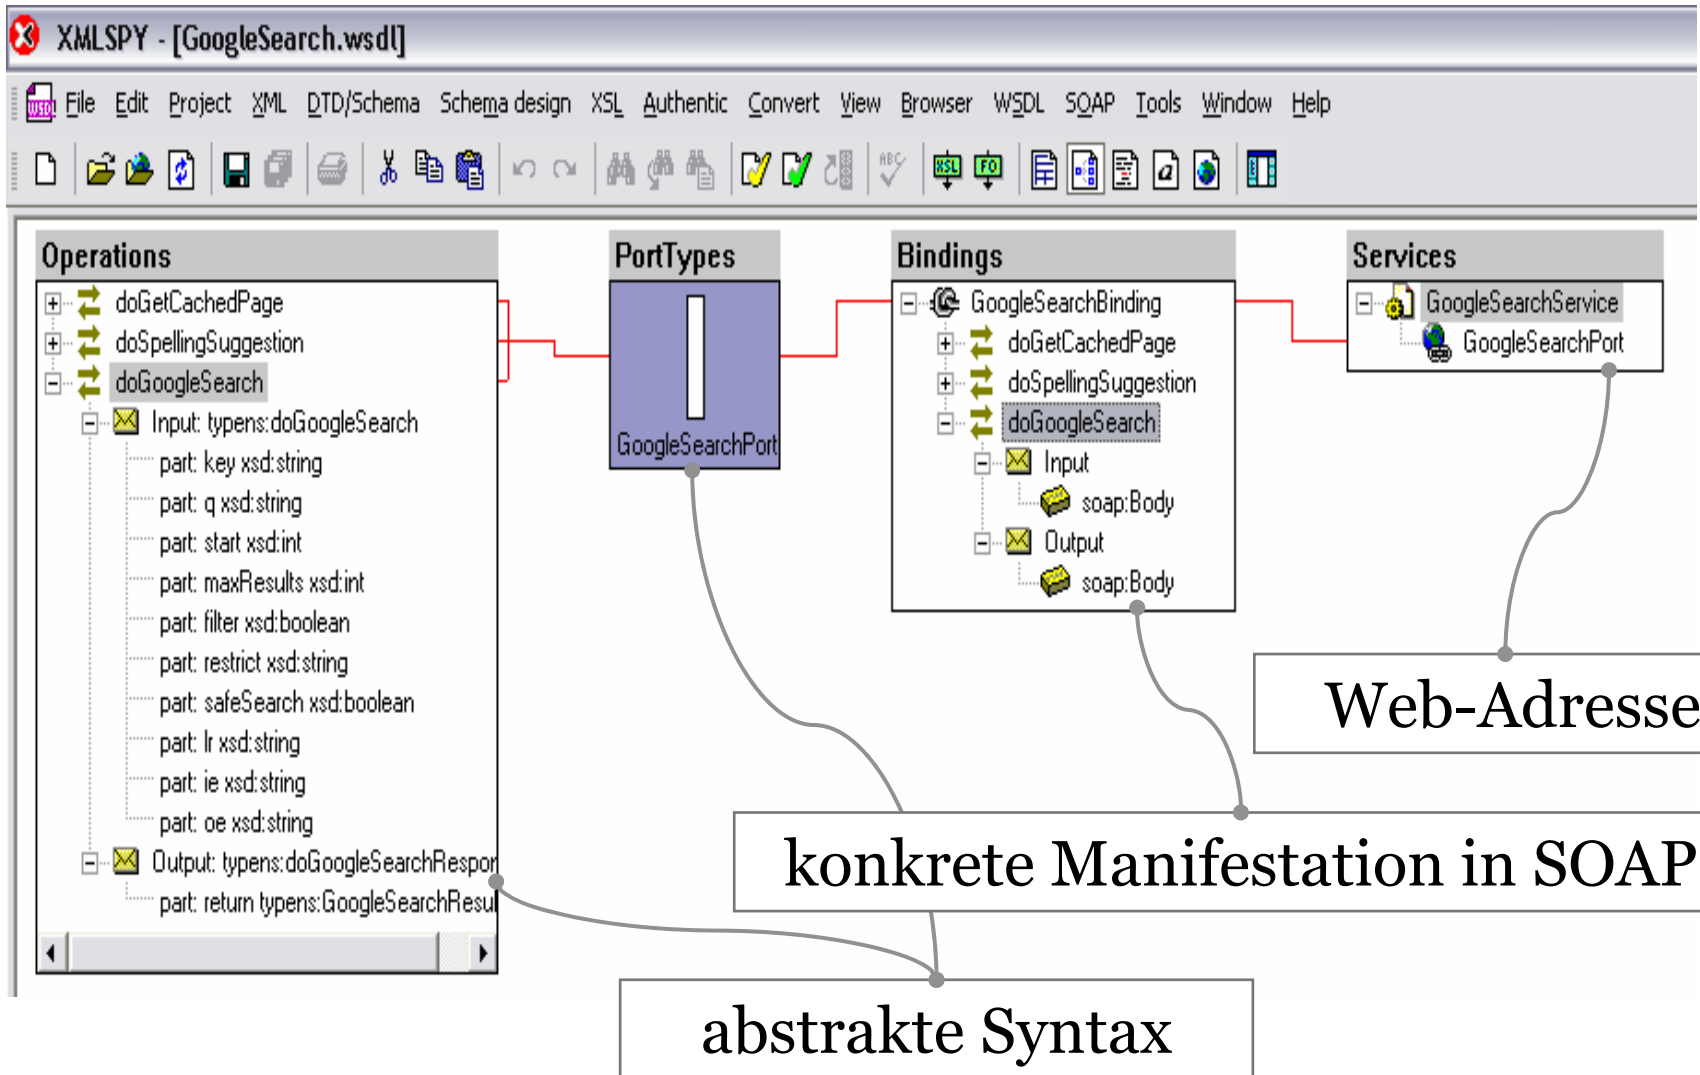 XMLSPY - [GoogleSearch.wsdl]
File Edit Project XML DTD/Schema Schema design XSL Authentic Convert View Browser WSDL SOAP Tools Window Help
Operations
doGetCachedPage
doSpellingSuggestion
doGoogleSearch
Input: typens:doGoogleSearch
part: key xsd:string
part: q xsd:string
part: start xsd:int
part: maxResults xsd:int
part: filter xsd:boolean
part: restrict xsd:string
part: safeSearch xsd:boolean
part: lr xsd:string
part: ie xsd:string
part: oe xsd:string
Output: typens:doGoogleSearchRespor
part: return typens:GoogleSearchResul
PortTypes
GoogleSearchPort
Bindings
GoogleSearchBinding
doGetCachedPage
doSpellingSuggestion
doGoogleSearch
Input
soap:Body
Output
soap:Body
Services
GoogleSearchService
GoogleSearchPort
Web-Adresse
konkrete Manifestation in SOAP
abstrakte Syntax